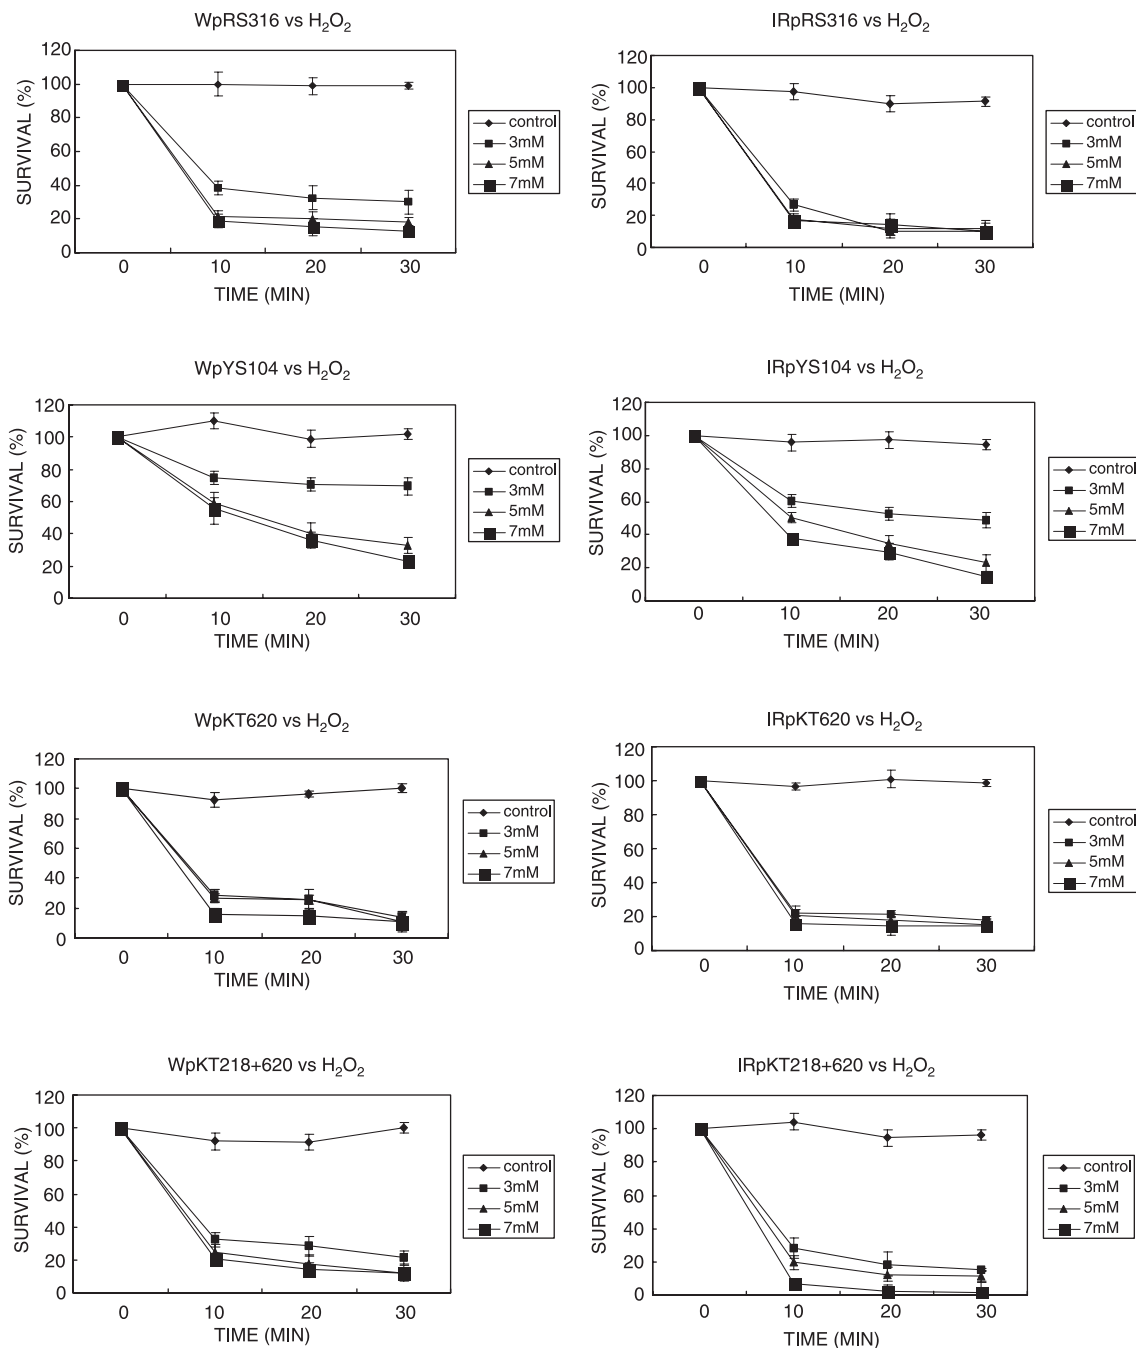 WpRS316 vs H₂O₂
SURVIVAL (%)
120
100
80
60
40
20
0
0 10 20 30
TIME (MIN)
control
3mM
5mM
7mM
IRpRS316 vs H₂O₂
SURVIVAL (%)
120
100
80
60
40
20
0
0 10 20 30
TIME (MIN)
control
3mM
5mM
7mM
WpYS104 vs H₂O₂
SURVIVAL (%)
120
100
80
60
40
20
0
0 10 20 30
TIME (MIN)
control
3mM
5mM
7mM
IRpYS104 vs H₂O₂
SURVIVAL (%)
120
100
80
60
40
20
0
0 10 20 30
TIME (MIN)
control
3mM
5mM
7mM
WpKT620 vs H₂O₂
SURVIVAL (%)
120
100
80
60
40
20
0
0 10 20 30
TIME (MIN)
control
3mM
5mM
7mM
IRpKT620 vs H₂O₂
SURVIVAL (%)
120
100
80
60
40
20
0
0 10 20 30
TIME (MIN)
control
3mM
5mM
7mM
WpKT218+620 vs H₂O₂
SURVIVAL (%)
120
100
80
60
40
20
0
0 10 20 30
TIME (MIN)
control
3mM
5mM
7mM
IRpKT218+620 vs H₂O₂
SURVIVAL (%)
120
100
80
60
40
20
0
0 10 20 30
TIME (MIN)
control
3mM
5mM
7mM